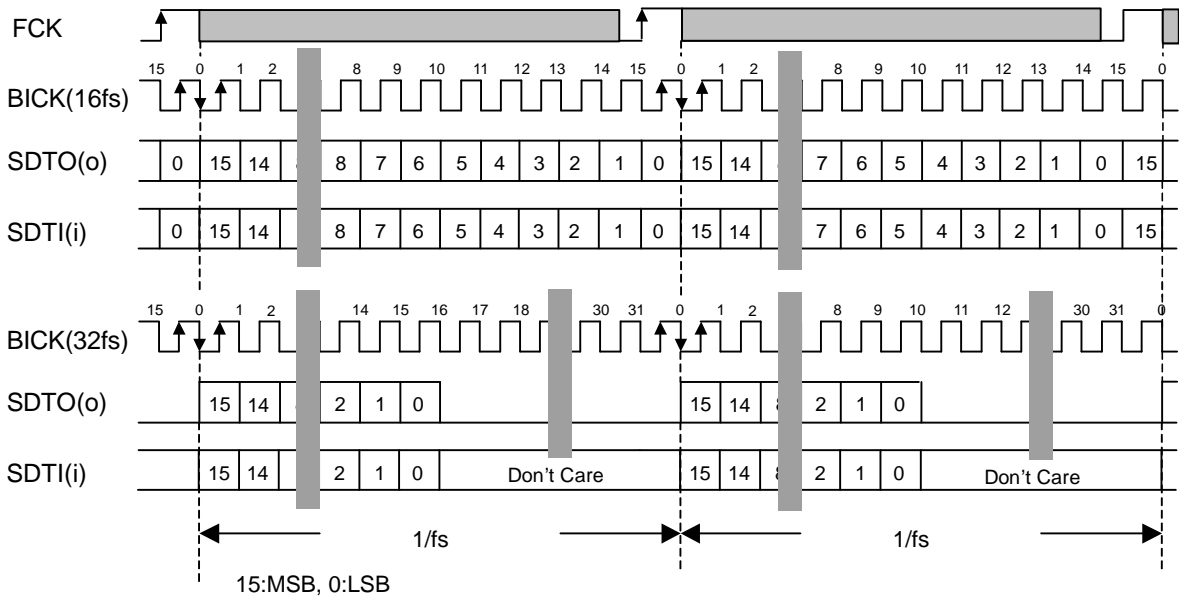 FCK
15 0 1 2 8 9 10 11 12 13 14 15 0 1 2 8 9 10 11 12 13 14 15 0
BICK(16fs)
SDTO(o) 0 15 14 8 7 6 5 4 3 2 1 0 15 14 7 6 5 4 3 2 1 0 15
SDTI(i) 0 15 14 8 7 6 5 4 3 2 1 0 15 14 7 6 5 4 3 2 1 0 15
15 0 1 2 14 15 16 17 18 30 31 0 1 2 8 9 10 11 12 30 31 0
BICK(32fs)
SDTO(o) 15 14 2 1 0 15 14 2 1 0
SDTI(i) 15 14 2 1 0 Don't Care 15 14 2 1 0 Don't Care
1/fs 1/fs
15:MSB, 0:LSB